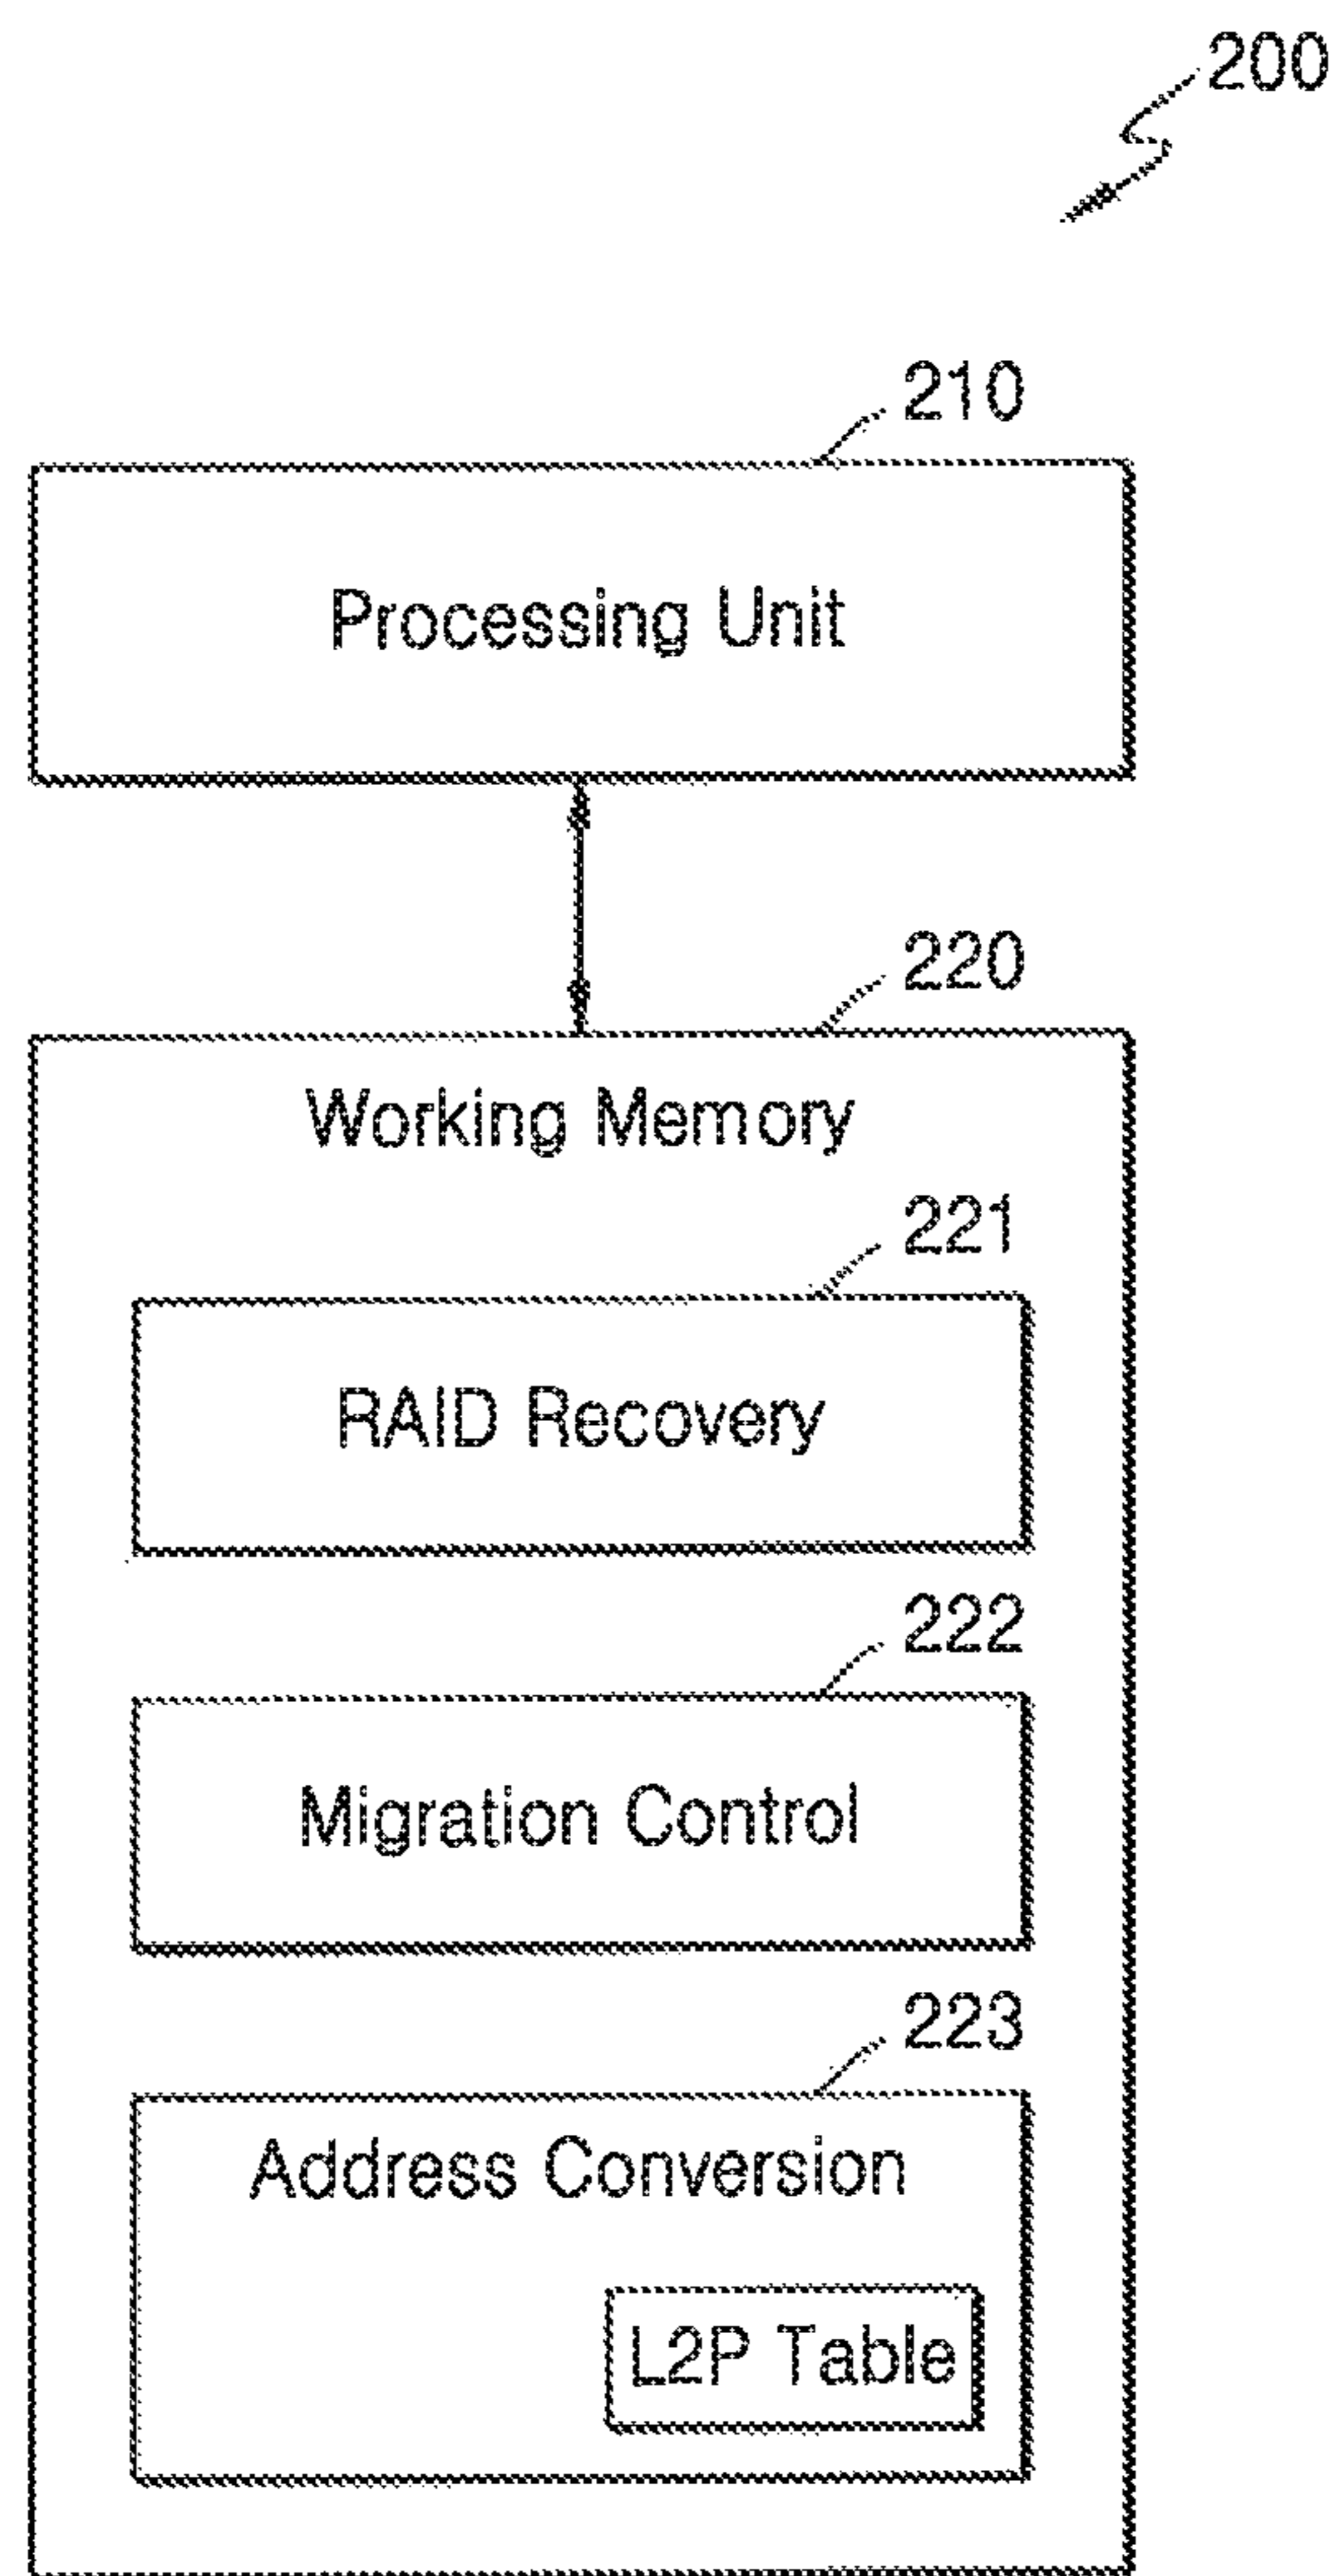 200
210
Processing Unit
220
Working Memory
221
RAID Recovery
222
Migration Control
223
Address Conversion
L2P Table